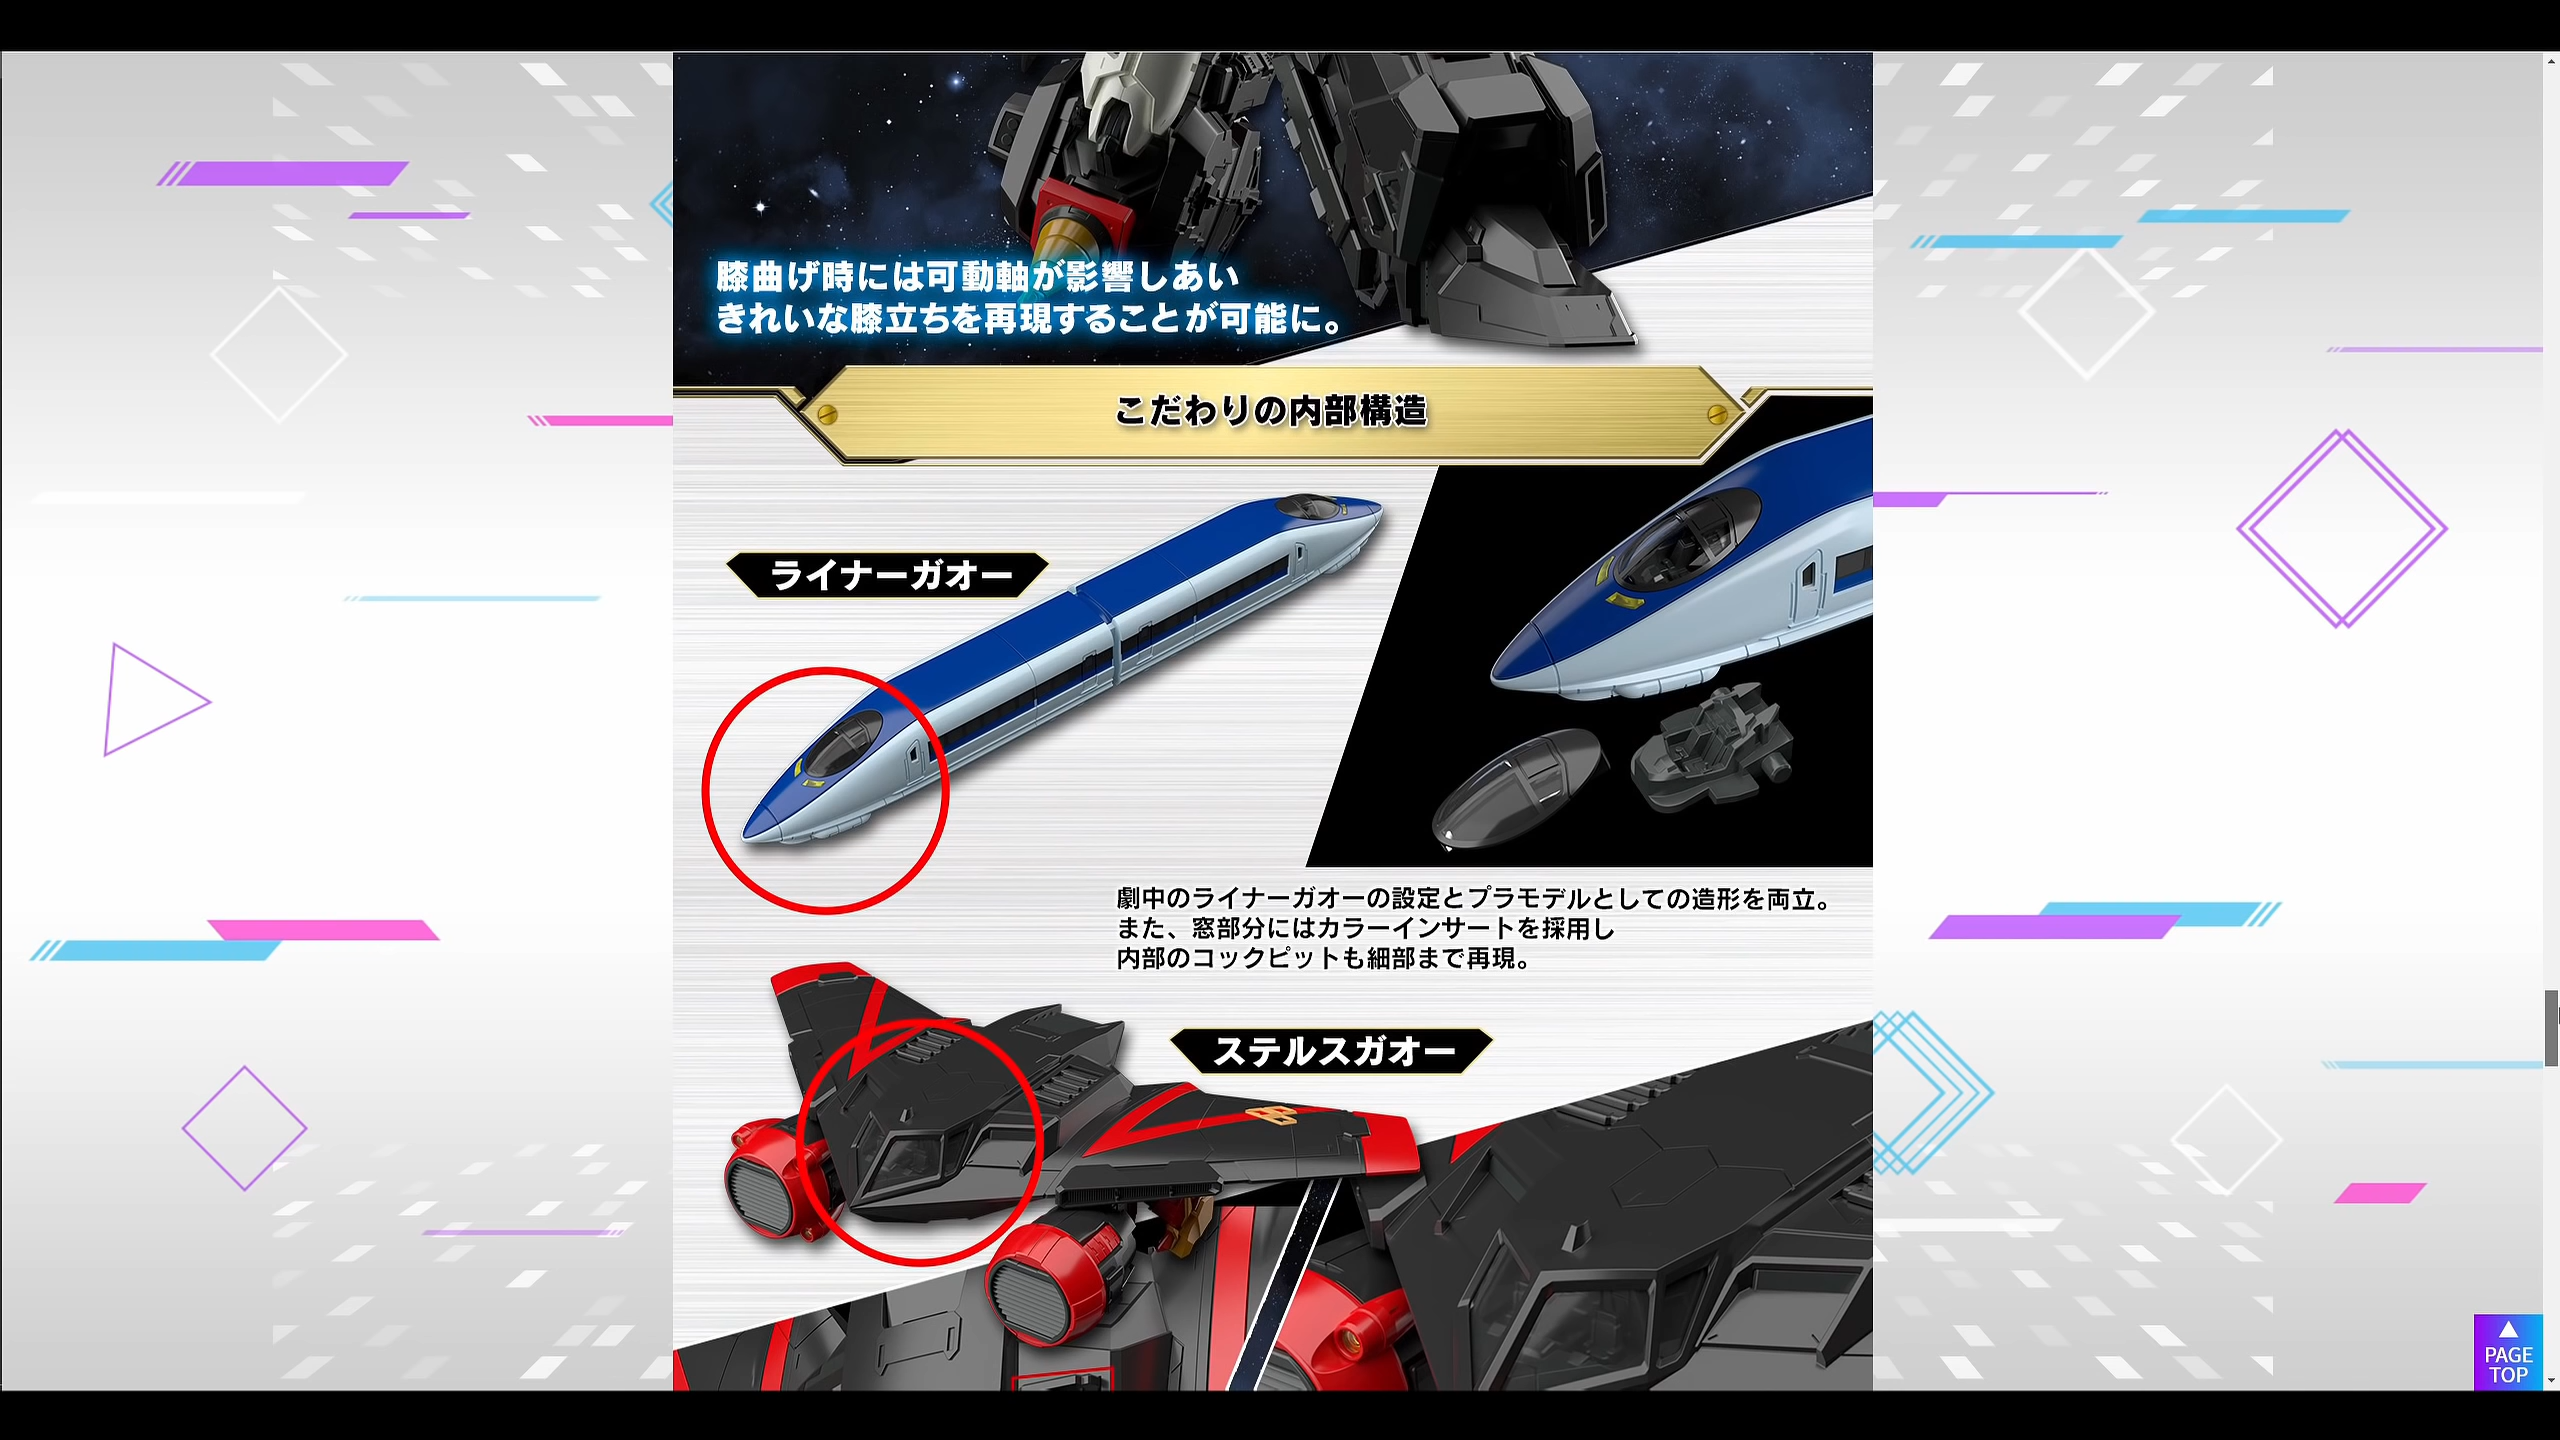 膝曲げ時には可動軸が影響しあい
きれいな膝立ちを再現することが可能に。
こだわりの内部構造
ライナーガオー
劇中のライナーガオーの設定とプラモデルとしての造形を両立。
また、窓部分にはカラーインサートを採用し
内部のコックピットも細部まで再現。
ステルスガオー
PAGE
TOP